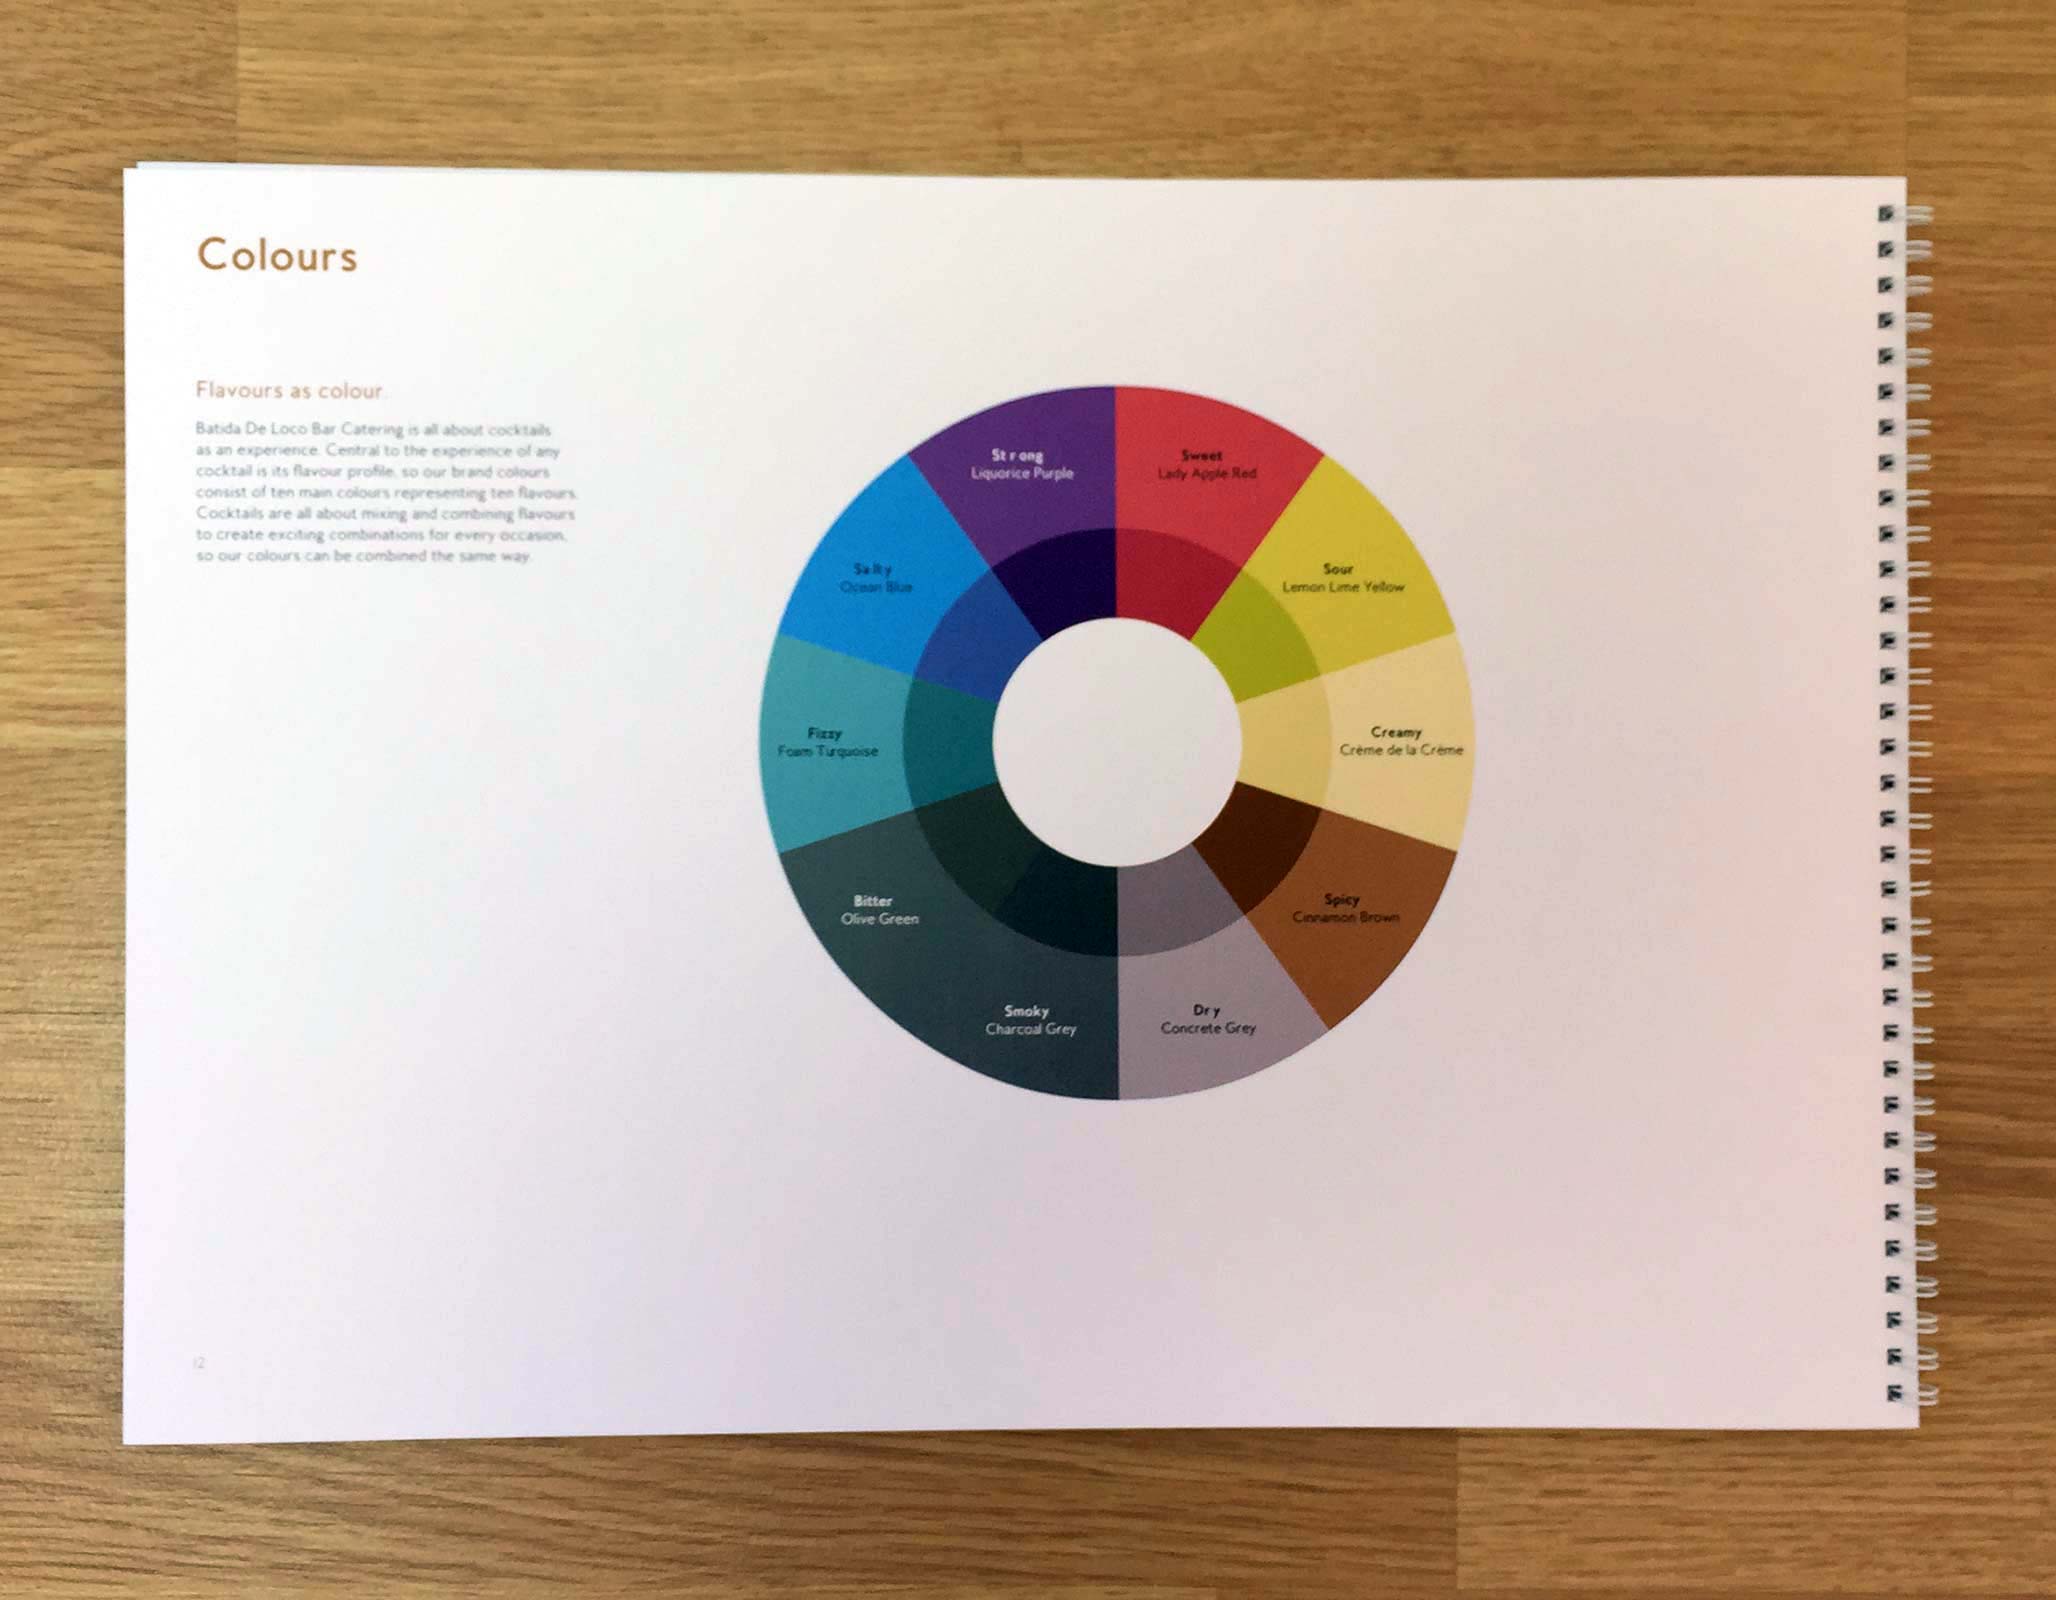 Colours
Flavours as colour.
Batida De Loco Bar Catering is all about cocktails
as an experience. Central to the experience of any
cocktail is its flavour profile, so our brand colours
consist of ten main colours representing ten flavours.
Cocktails are all about mixing and combining flavours
to create exciting combinations for every occasion,
so our colours can be combined the same way.
Strong
Liquorice Purple
Sweet
Lady Apple Red
Salty
Ocean Blue
Sour
Lemon Lime Yellow
Fizzy
Foam Turquoise
Creamy
Crème de la Crème
Bitter
Olive Green
Spicy
Cinnamon Brown
Smoky
Charcoal Grey
Dry
Concrete Grey
12